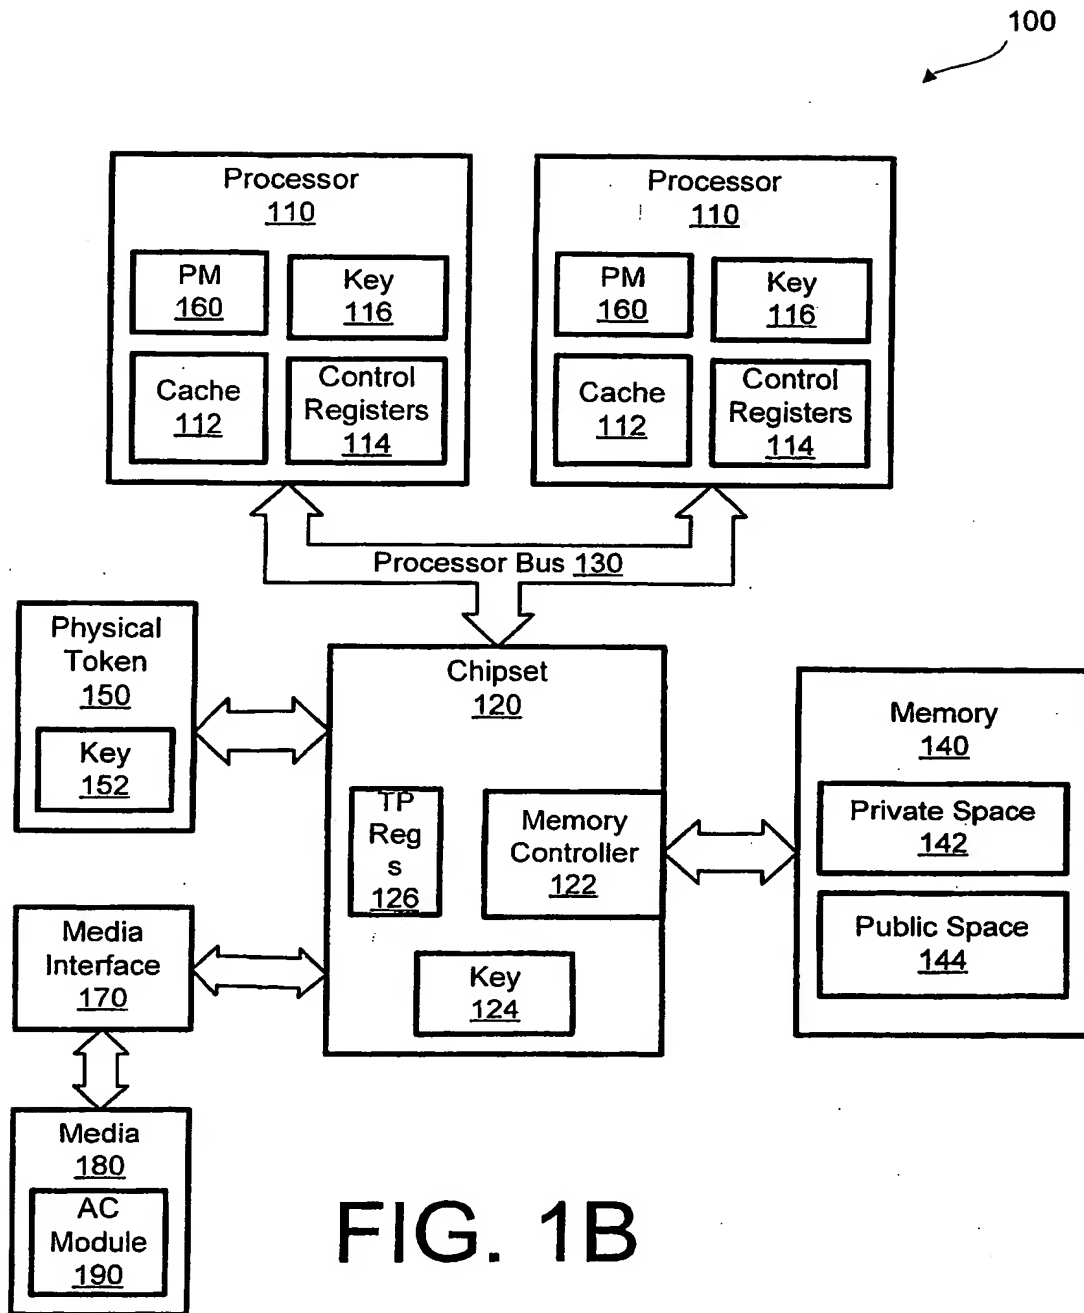 100
Processor
110
PM
160
Key
116
Cache
112
Control
Registers
114
Processor
110
PM
160
Key
116
Cache
112
Control
Registers
114
Processor Bus 130
Physical
Token
150
Key
152
Chipset
120
TP
Reg
s
126
Memory
Controller
122
Key
124
Memory
140
Private Space
142
Public Space
144
Media
Interface
170
Media
180
AC
Module
190
FIG. 1B